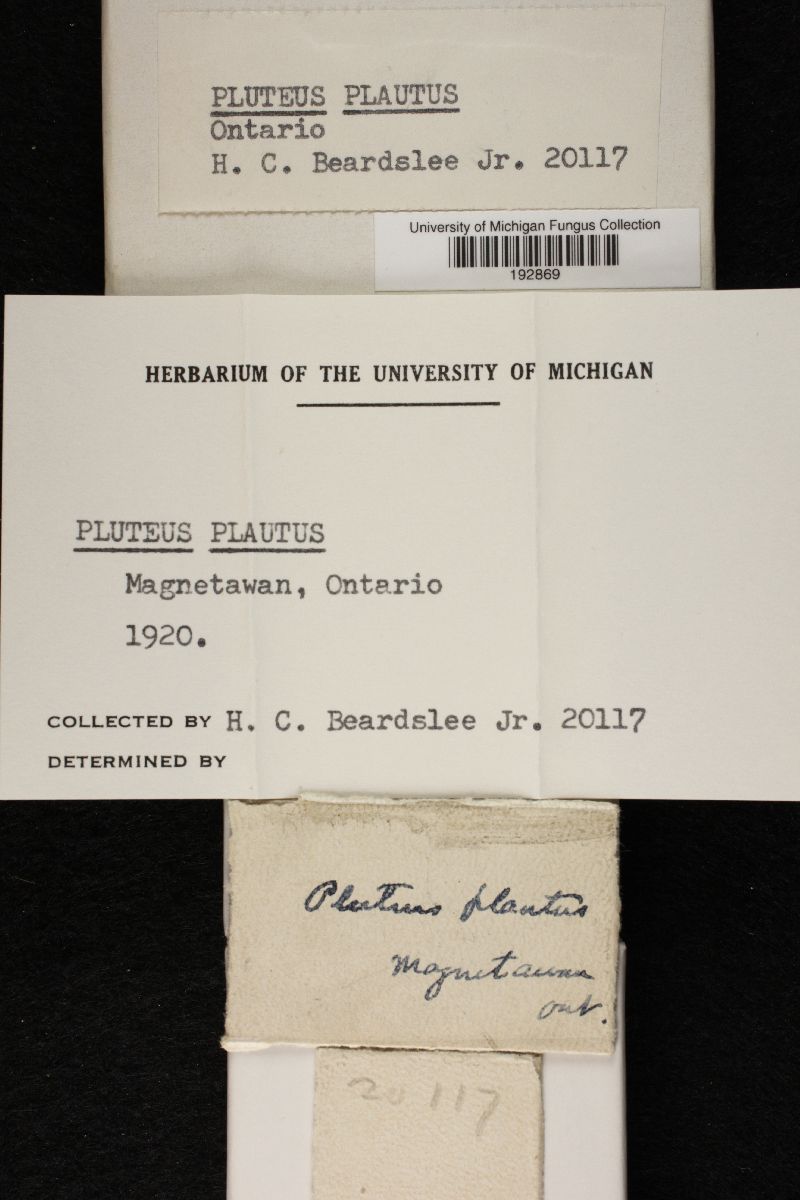 PLUTEUS PLAUTUS
Ontario
H. C. Beardslee Jr. 20117
University of Michigan Fungus Collection
192869
HERBARIUM OF THE UNIVERSITY OF MICHIGAN
PLUTEUS PLAUTUS
Magnetawan, Ontario
1920.
COLLECTED BY H. C. Beardslee Jr. 20117
DETERMINED BY
Pluteus plautus
Magnetawan
Ont.
20117